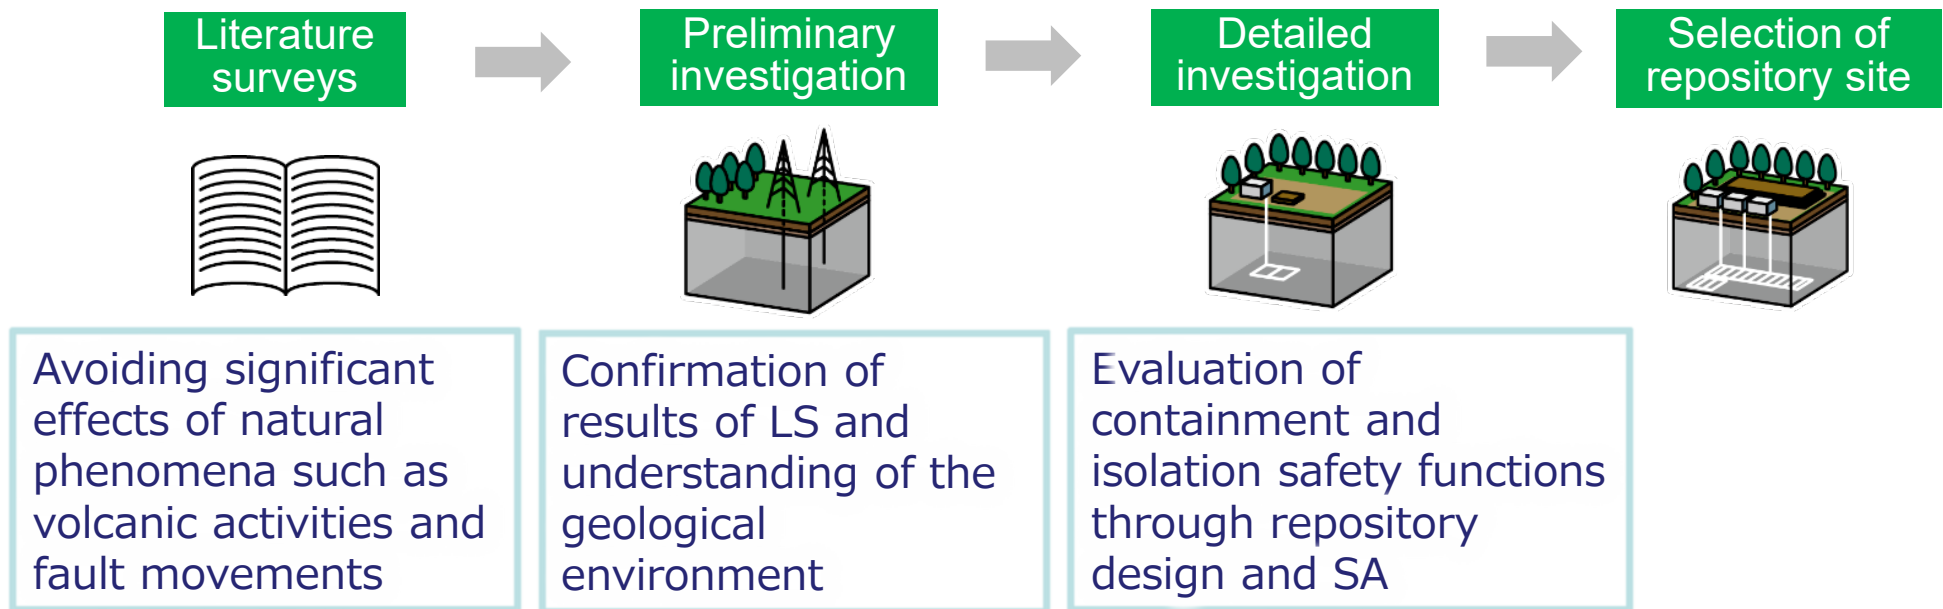 Literature
surveys
Preliminary
investigation
Detailed
investigation
Selection of
repository site
Avoiding significant
effects of natural
phenomena such as
volcanic activities and
fault movements
Confirmation of
results of LS and
understanding of the
geological
environment
Evaluation of
containment and
isolation safety functions
through repository
design and SA